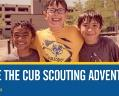 E THE CUB SCOUTING ADVENT